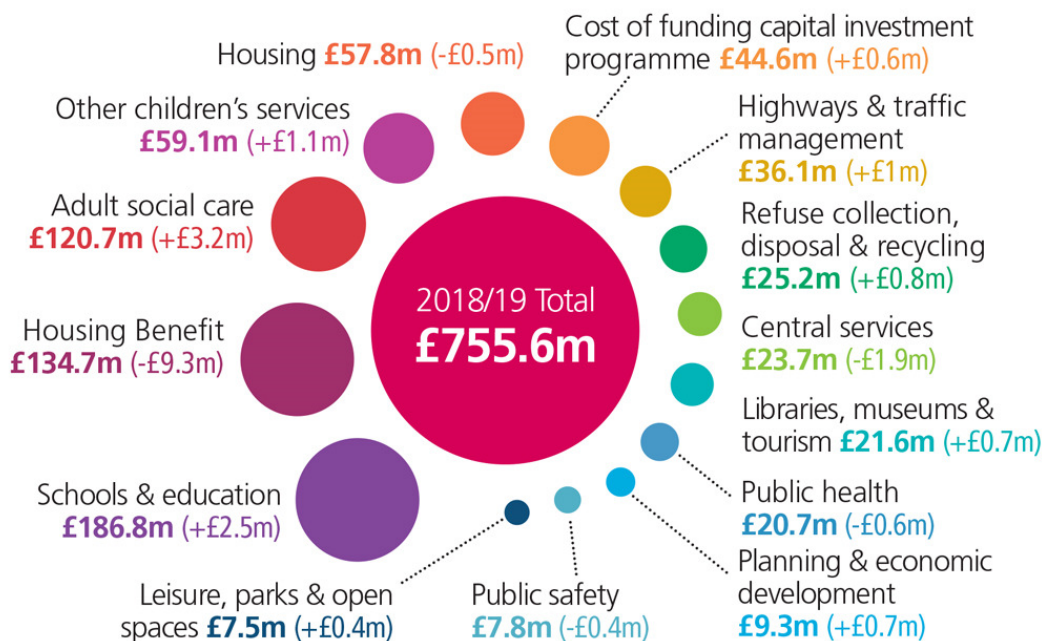 Housing £57.8m (-£0.5m)
Cost of funding capital investment
programme £44.6m (+£0.6m)
Other children's services
£59.1m (+£1.1m)
Highways & traffic
management
£36.1m (+£1m)
Adult social care
£120.7m (+£3.2m)
Refuse collection,
disposal & recycling
£25.2m (+£0.8m)
2018/19 Total
£755.6m
Housing Benefit
£134.7m (-£9.3m)
Central services
£23.7m (-£1.9m)
Libraries, museums &
tourism £21.6m (+£0.7m)
Schools & education
£186.8m (+£2.5m)
Public health
£20.7m (-£0.6m)
Leisure, parks & open
spaces £7.5m (+£0.4m)
Public safety
£7.8m (-£0.4m)
Planning & economic
development
£9.3m (+£0.7m)